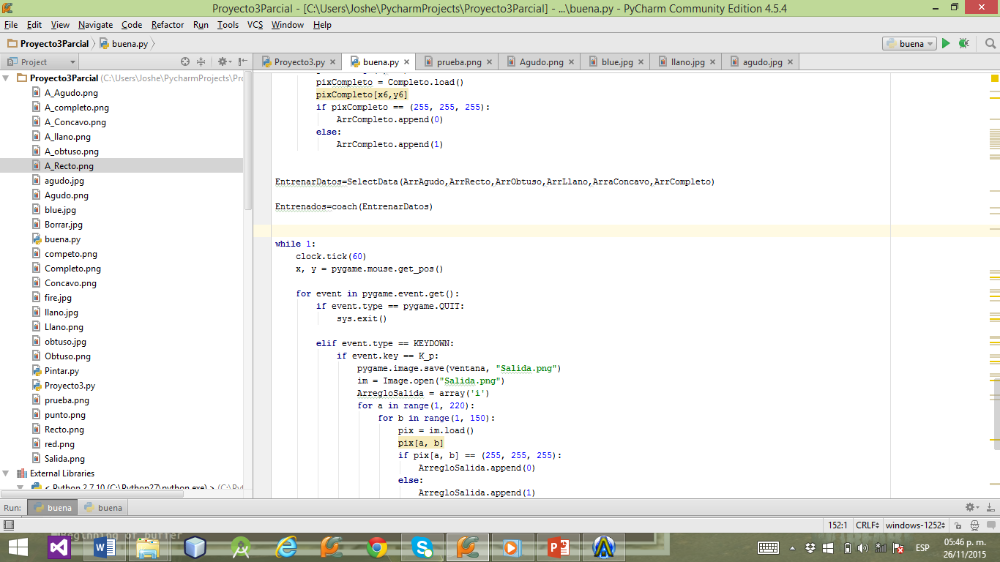 Proyecto3Parcial - [C:\Users\Joshe\PycharmProjects\Proyecto3Parcial] - ...\buena.py - PyCharm Community Edition 4.5.4
File Edit View Navigate Code Refactor Run Tools VCS Window Help
Proyecto3Parcial buena.py buena
Project Proyecto3.py buena.py prueba.png Agudo.png blue.jpg llano.jpg agudo.jpg
Proyecto3Parcial (C:\Users\Joshe\PycharmProjects\Pr
A_Agudo.png
A_completo.png
A_Concavo.png
A_llano.png
A_obtuso.png
A_Recto.png
agudo.jpg
Agudo.png
blue.jpg
Borrar.jpg
buena.py
competo.png
Completo.png
Concavo.png
fire.jpg
llano.jpg
Llano.png
obtuso.jpg
Obtuso.png
Pintar.py
Proyecto3.py
prueba.png
punto.png
Recto.png
red.png
Salida.png
External Libraries
< Python 2.7.10 (C:\Python27\python.exe) > (C:\Pyt
pixCompleto = Completo.load()
pixCompleto[x6,y6]
if pixCompleto == (255, 255, 255):
ArrCompleto.append(0)
else:
ArrCompleto.append(1)
EntrenarDatos=SelectData(ArrAgudo,ArrRecto,ArrObtuso,ArrLlano,ArraConcavo,ArrCompleto)
Entrenados=coach(EntrenarDatos)
while 1:
clock.tick(60)
x, y = pygame.mouse.get_pos()
for event in pygame.event.get():
if event.type == pygame.QUIT:
sys.exit()
elif event.type == KEYDOWN:
if event.key == K_p:
pygame.image.save(ventana, "Salida.png")
im = Image.open("Salida.png")
ArregloSalida = array('i')
for a in range(1, 220):
for b in range(1, 150):
pix = im.load()
pix[a, b]
if pix[a, b] == (255, 255, 255):
ArregloSalida.append(0)
else:
ArregloSalida.append(1)
Run: buena buena
152:1 CRLF windows-1252
Beginning of buffer
ESP
05:46 p. m.
26/11/2015